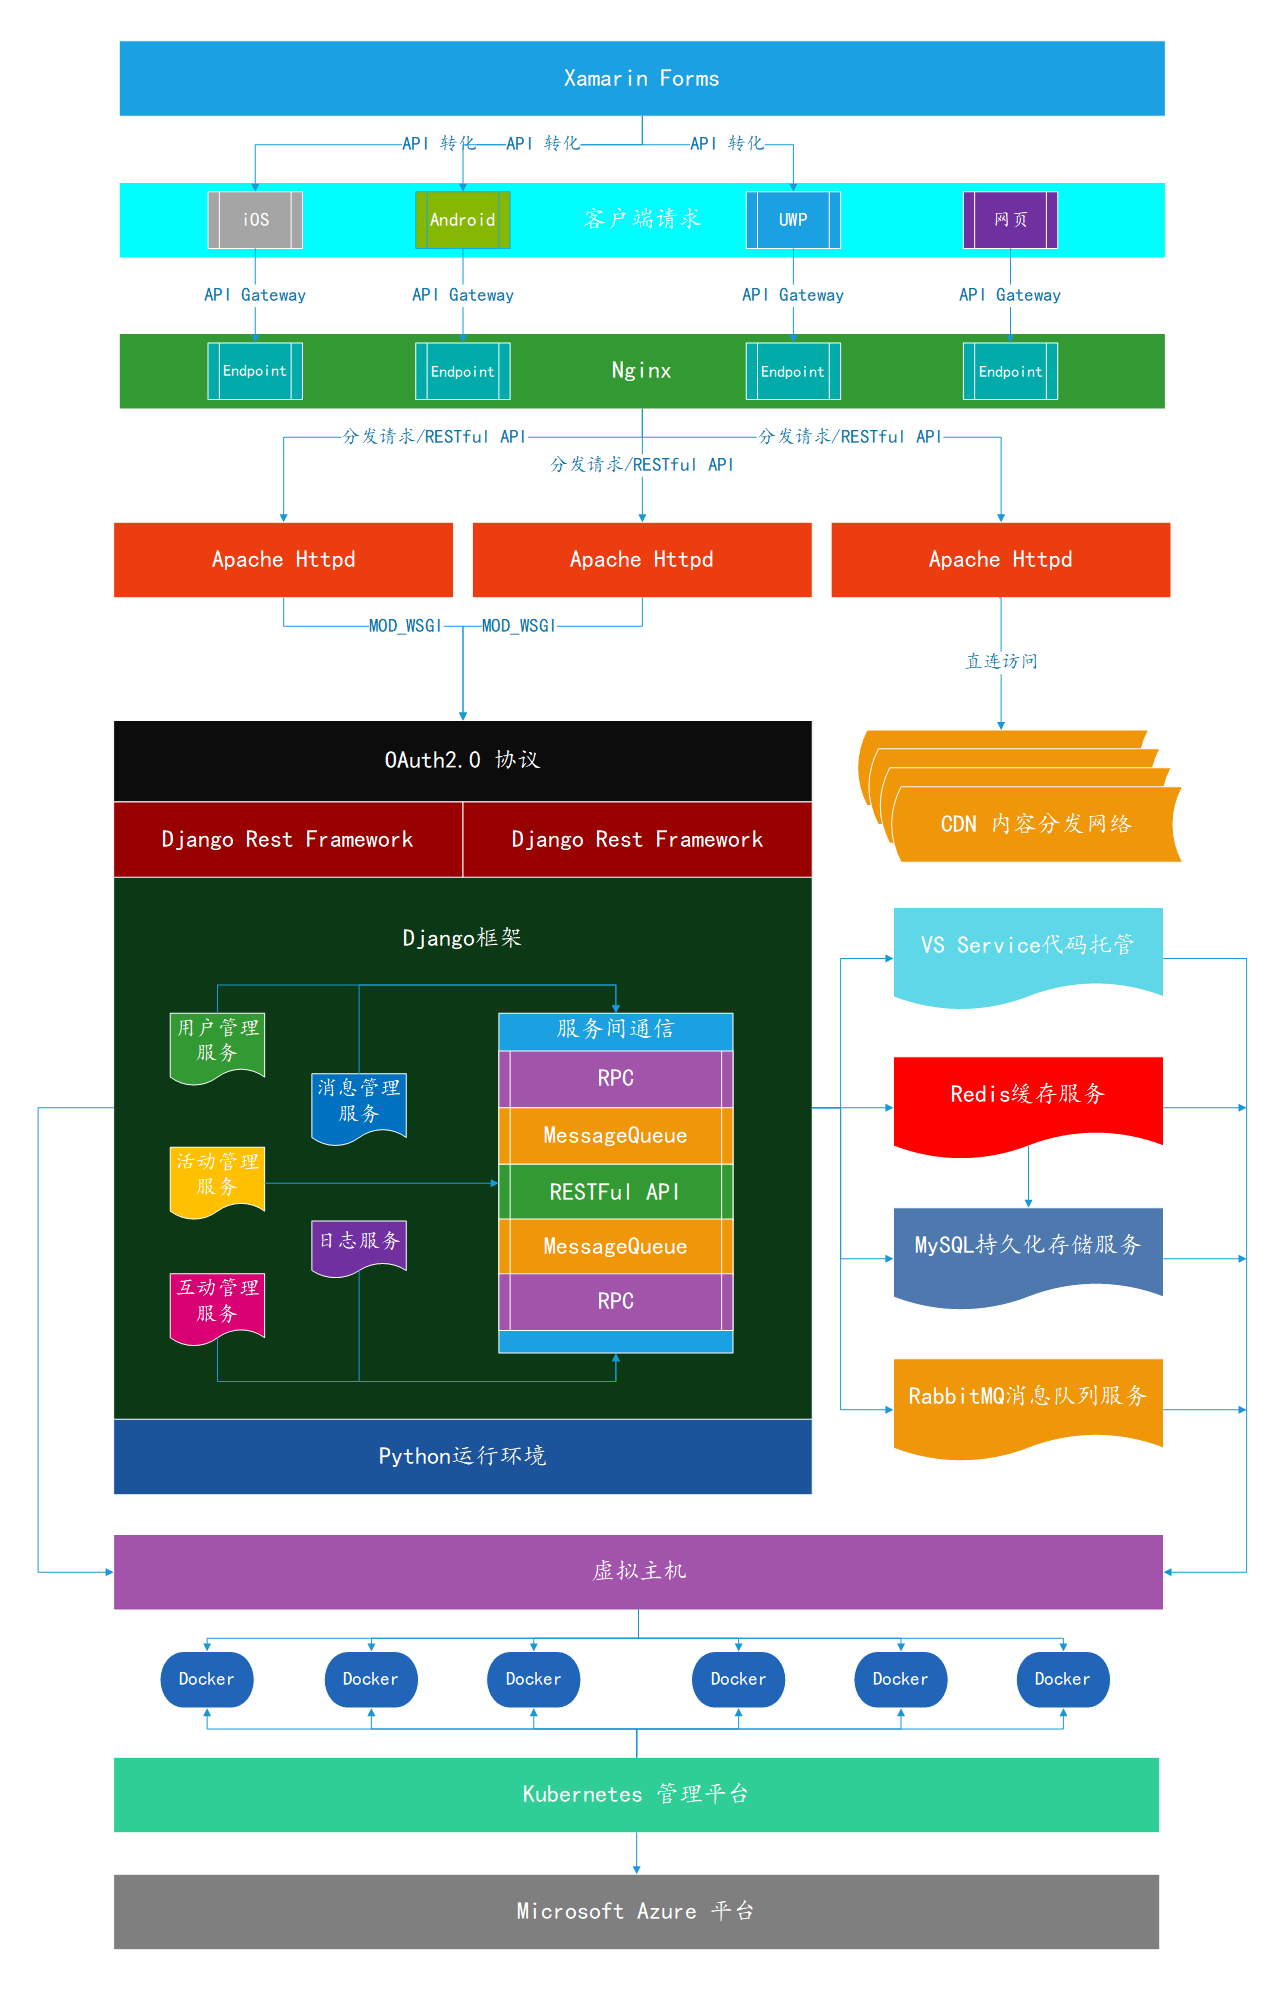 Xamarin Forms
API 转化
API 转化
API 转化
iOS
Android
客户端请求
UWP
网页
API Gateway
API Gateway
API Gateway
API Gateway
Endpoint
Endpoint
Nginx
Endpoint
Endpoint
分发请求/RESTful API
分发请求/RESTful API
分发请求/RESTful API
Apache Httpd
Apache Httpd
Apache Httpd
MOD_WSGI
MOD_WSGI
直连访问
OAuth2.0 协议
CDN 内容分发网络
Django Rest Framework
Django Rest Framework
Django框架
VS Service代码托管
用户管理
服务
服务间通信
消息管理
服务
RPC
Redis缓存服务
MessageQueue
活动管理
服务
RESTFul API
日志服务
MessageQueue
MySQL持久化存储服务
互动管理
服务
RPC
RabbitMQ消息队列服务
Python运行环境
虚拟主机
Docker
Docker
Docker
Docker
Docker
Docker
Kubernetes 管理平台
Microsoft Azure 平台